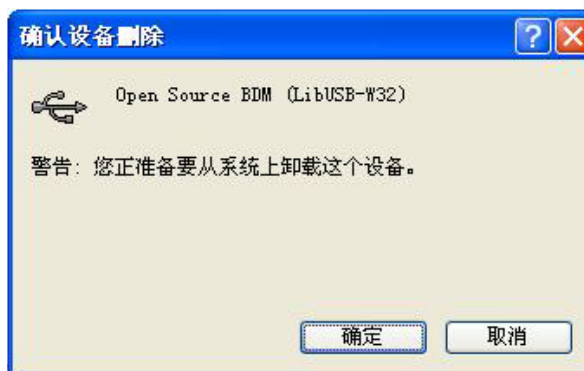 确认设备删除
Open Source BDM (LibUSB-W32)
警告: 您正准备要从系统上卸载这个设备。
确定
取消